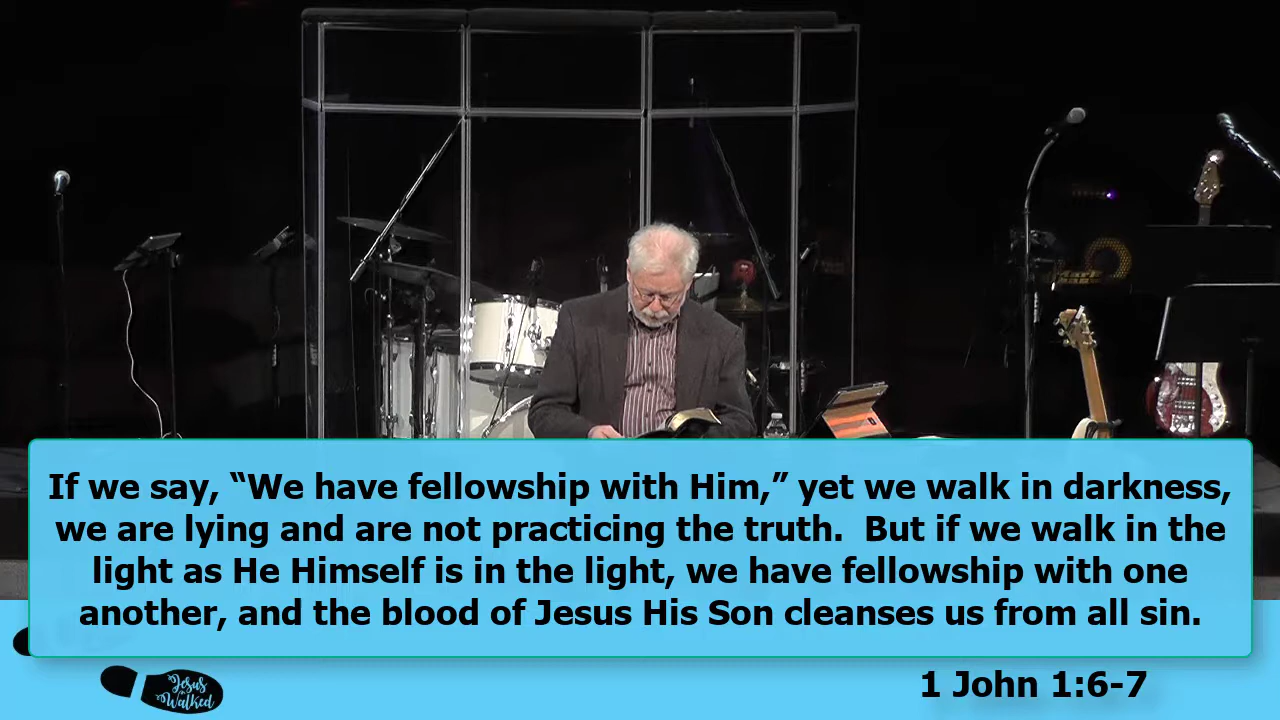 If we say, “We have fellowship with Him,” yet we walk in darkness,
we are lying and are not practicing the truth.  But if we walk in the
light as He Himself is in the light, we have fellowship with one
another, and the blood of Jesus His Son cleanses us from all sin.
Jesus
Walked
1 John 1:6-7